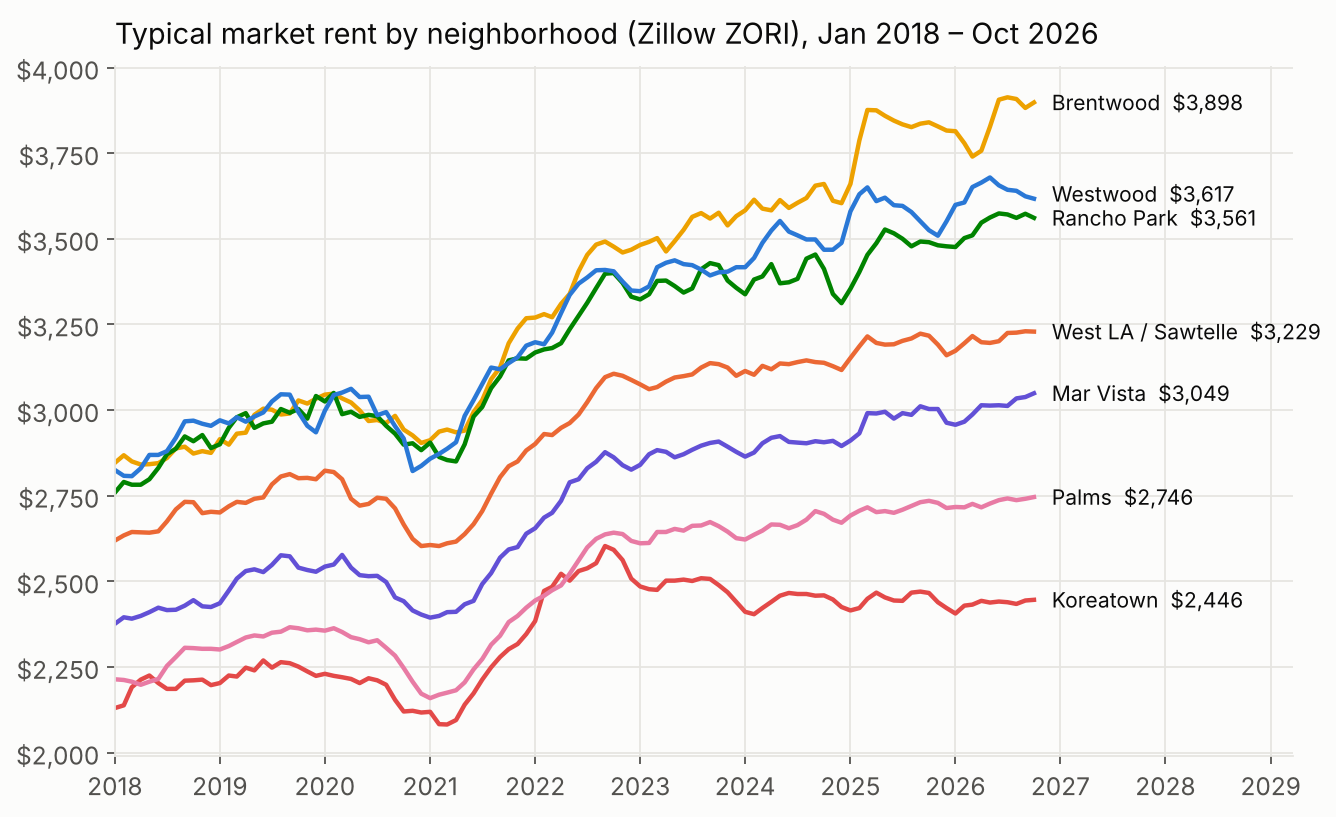 Typical market rent by neighborhood (Zillow ZORI), Jan 2018 – Oct 2026
$4,000
Brentwood $3,898
$3,750
Westwood $3,617
Rancho Park $3,561
$3,500
$3,250
West LA / Sawtelle $3,229
Mar Vista $3,049
$3,000
$2,750
Palms $2,746
$2,500
Koreatown $2,446
$2,250
$2,000
2018 2019 2020 2021 2022 2023 2024 2025 2026 2027 2028 2029